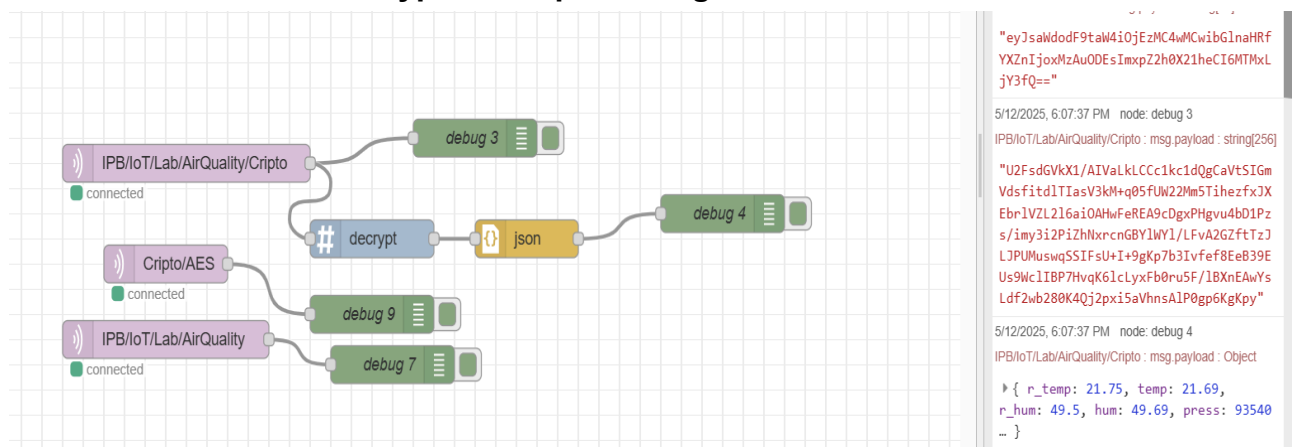 debug 3
IPB/IoT/Lab/AirQuality/Cripto
connected
debug 4
decrypt
json
Cripto/AES
connected
debug 9
IPB/IoT/Lab/AirQuality
connected
debug 7
"eyJsaWdodF9taW4iOjEzMC4wMCwibGlnaHRf
YXZnIjoxMzAuODEsImxpZ2h0X21heCI6MTMxL
jY3fQ=="
5/12/2025, 6:07:37 PM node: debug 3
IPB/IoT/Lab/AirQuality/Cripto : msg.payload : string[256]
"U2FsdGVkX1/AIVaLkLCCc1kc1dQgCaVtSIGm
VdsfitdlTIasV3kM+q05fUW22Mm5TihezfxJX
EbrlVZL2l6aiOAHwFeREA9cDgxPHgvu4bD1Pz
s/imy3i2PiZhNxrcnGBYlWYl/LFvA2GZftTzJ
LJPUMuswqSSIFsU+I+9gKp7b3Ivfef8EeB39E
Us9WclIBP7HvqK6lcLyxFb0ru5F/lBXnEAwYs
Ldf2wb280K4Qj2pxi5aVhnsAlP0gp6KgKpy"
5/12/2025, 6:07:37 PM node: debug 4
IPB/IoT/Lab/AirQuality/Cripto : msg.payload : Object
{ r_temp: 21.75, temp: 21.69,
r_hum: 49.5, hum: 49.69, press: 93540
… }